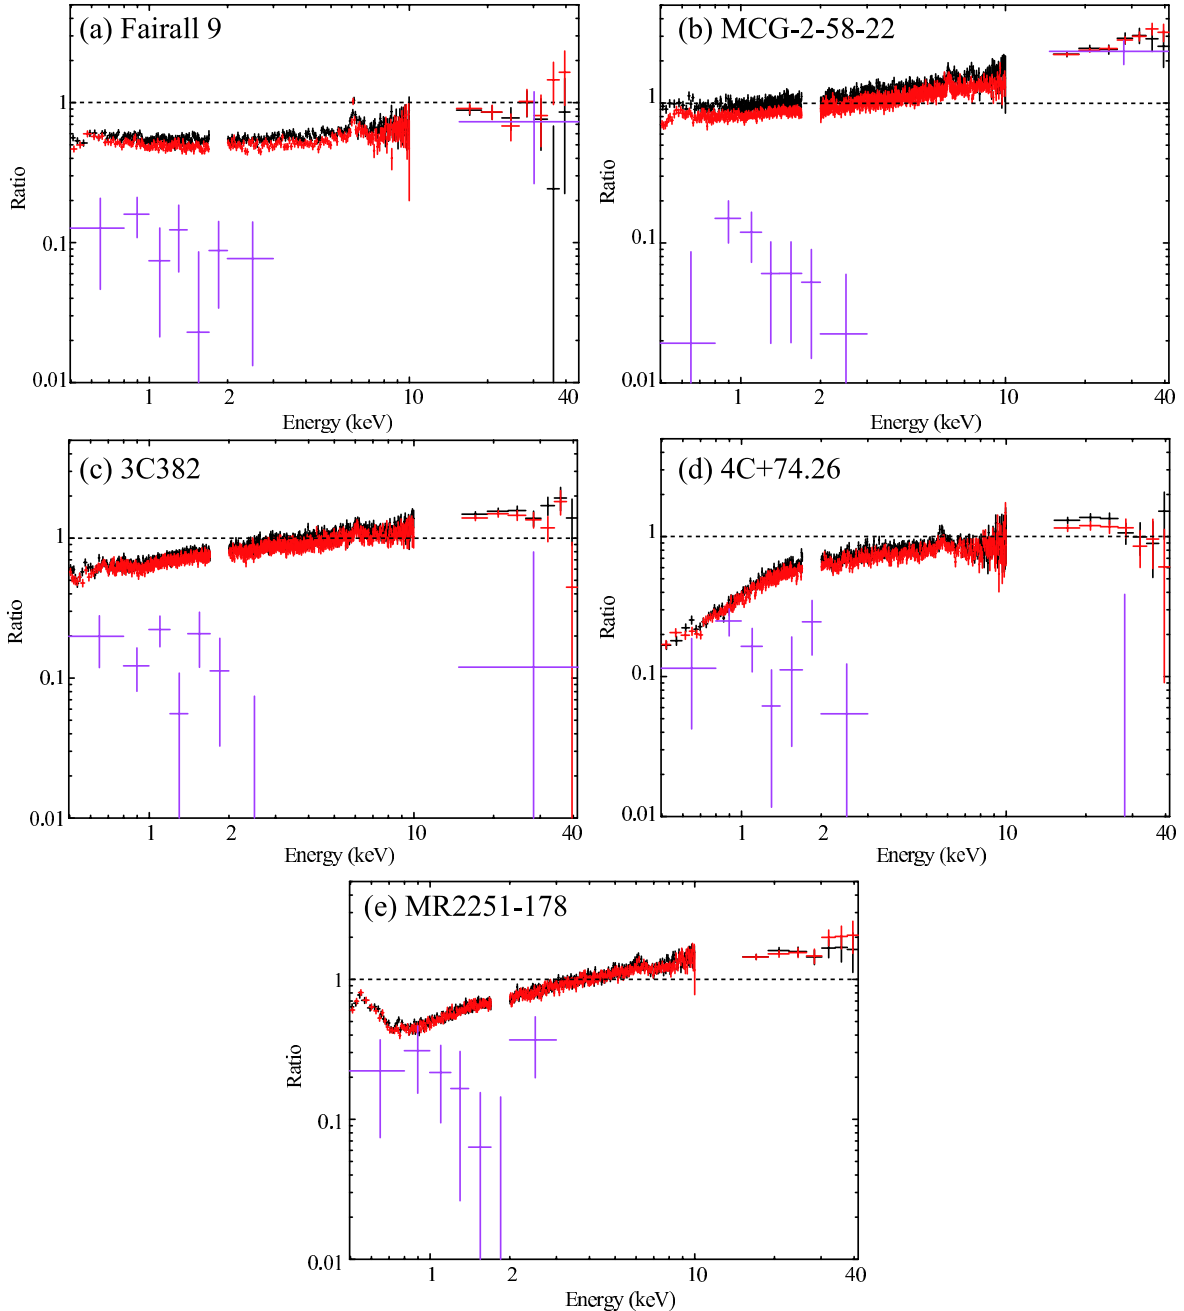 (a) Fairall 9
1
0.1
0.01
Ratio
1
2
10
40
Energy (keV)
(b) MCG-2-58-22
1
0.1
0.01
Ratio
1
2
10
40
Energy (keV)
(c) 3C382
1
0.1
0.01
Ratio
1
2
10
40
Energy (keV)
(d) 4C+74.26
1
0.1
0.01
Ratio
1
2
10
40
Energy (keV)
(e) MR2251-178
1
0.1
0.01
Ratio
1
2
10
40
Energy (keV)